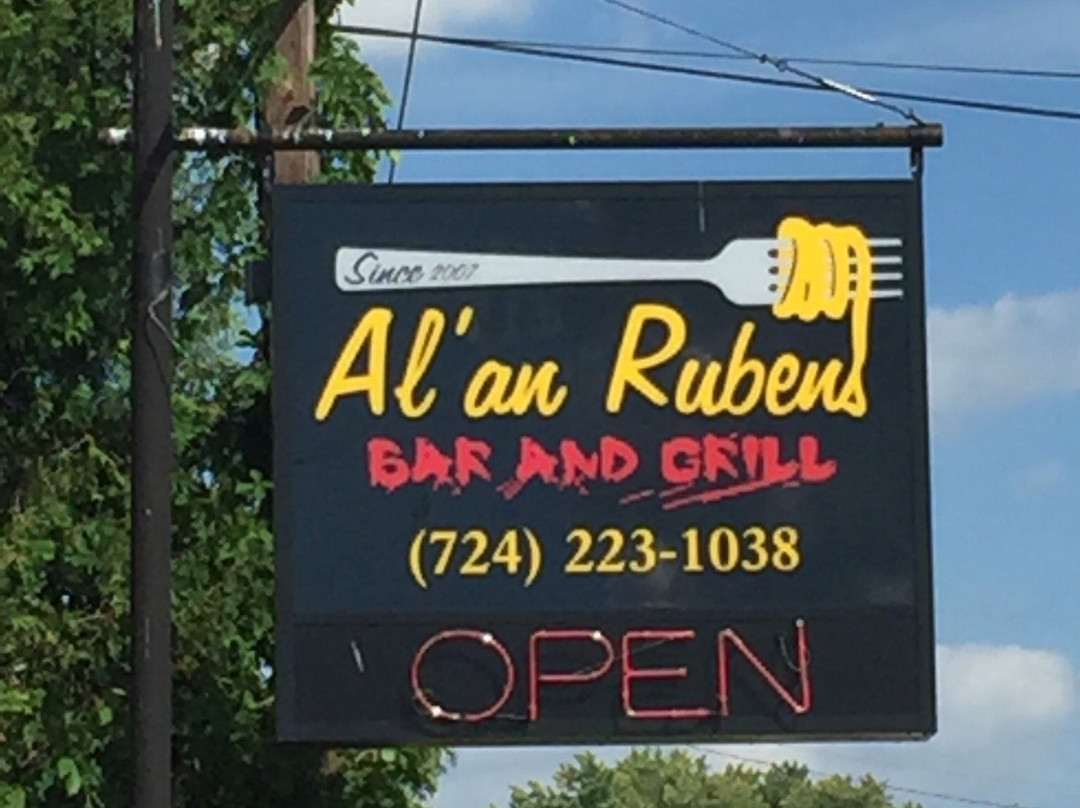 Since 2007
Al'an Rubens
BAR AND GRILL
(724) 223-1038
OPEN